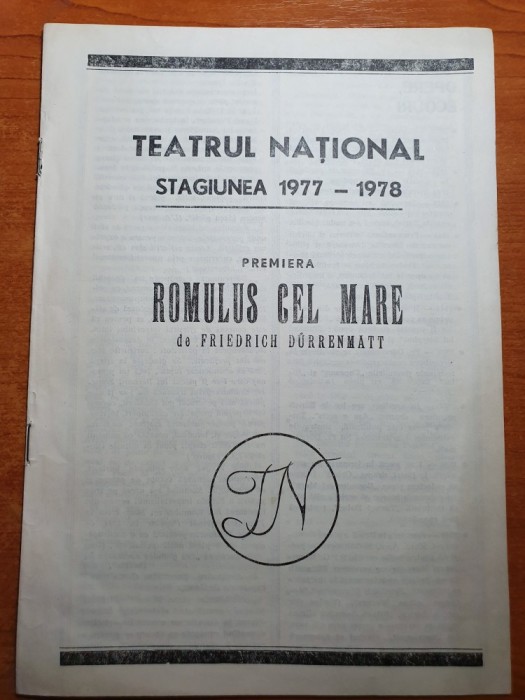 TEATRUL NAȚIONAL
STAGIUNEA 1977 – 1978
PREMIERA
ROMULUS CEL MARE
de FRIEDRICH DÜRRENMATT
TN